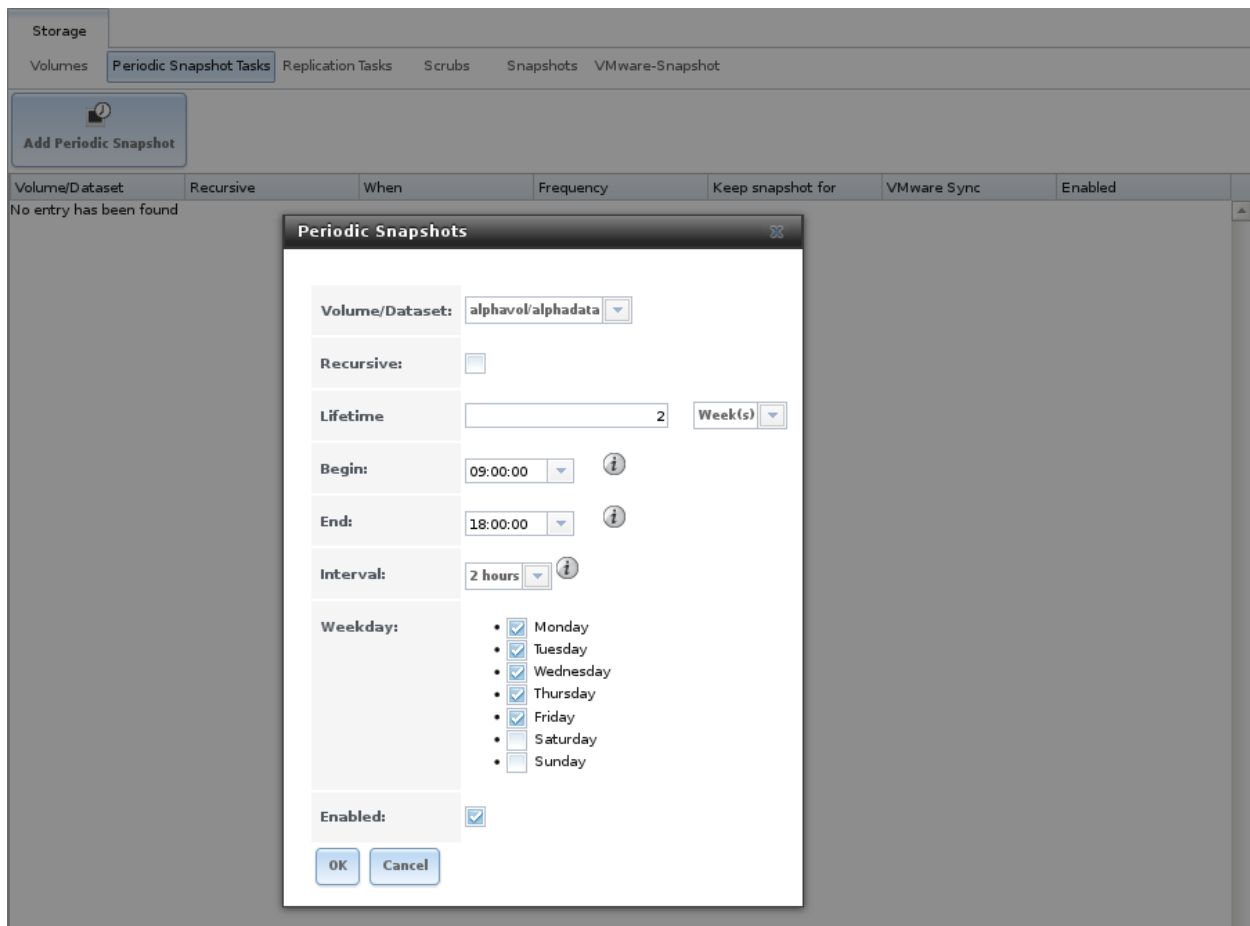 Storage
Volumes Periodic Snapshot Tasks Replication Tasks Scrubs Snapshots VMware-Snapshot
Add Periodic Snapshot
Volume/Dataset Recursive When Frequency Keep snapshot for VMware Sync Enabled
No entry has been found
Periodic Snapshots
Volume/Dataset: alphavol/alphadata
Recursive:
Lifetime 2 Week(s)
Begin: 09:00:00
End: 18:00:00
Interval: 2 hours
Weekday:
Monday
Tuesday
Wednesday
Thursday
Friday
Saturday
Sunday
Enabled:
OK Cancel